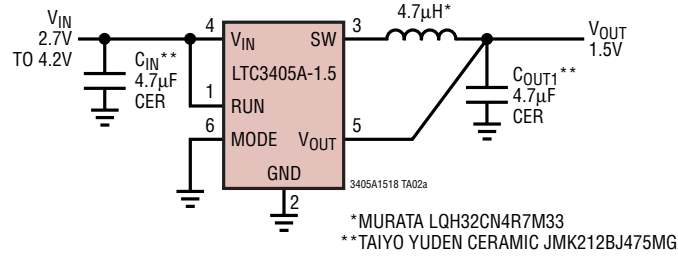 VIN
2.7V
TO 4.2V
CIN**
4.7µF
CER
4
VIN
SW
3
4.7µH*
VOUT
1.5V
LTC3405A-1.5
1
RUN
COUT1**
4.7µF
CER
6
MODE
VOUT
5
GND
2
3405A1518 TA02a
*MURATA LQH32CN4R7M33
**TAIYO YUDEN CERAMIC JMK212BJ475MG